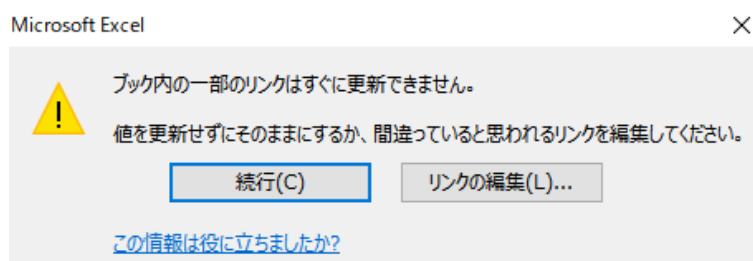 Microsoft Excel
ブック内の一部のリンクはすぐに更新できません。
値を更新せずにそのままにするか、間違っていると思われるリンクを編集してください。
続行(C)
リンクの編集(L)...
この情報は役に立ちましたか?